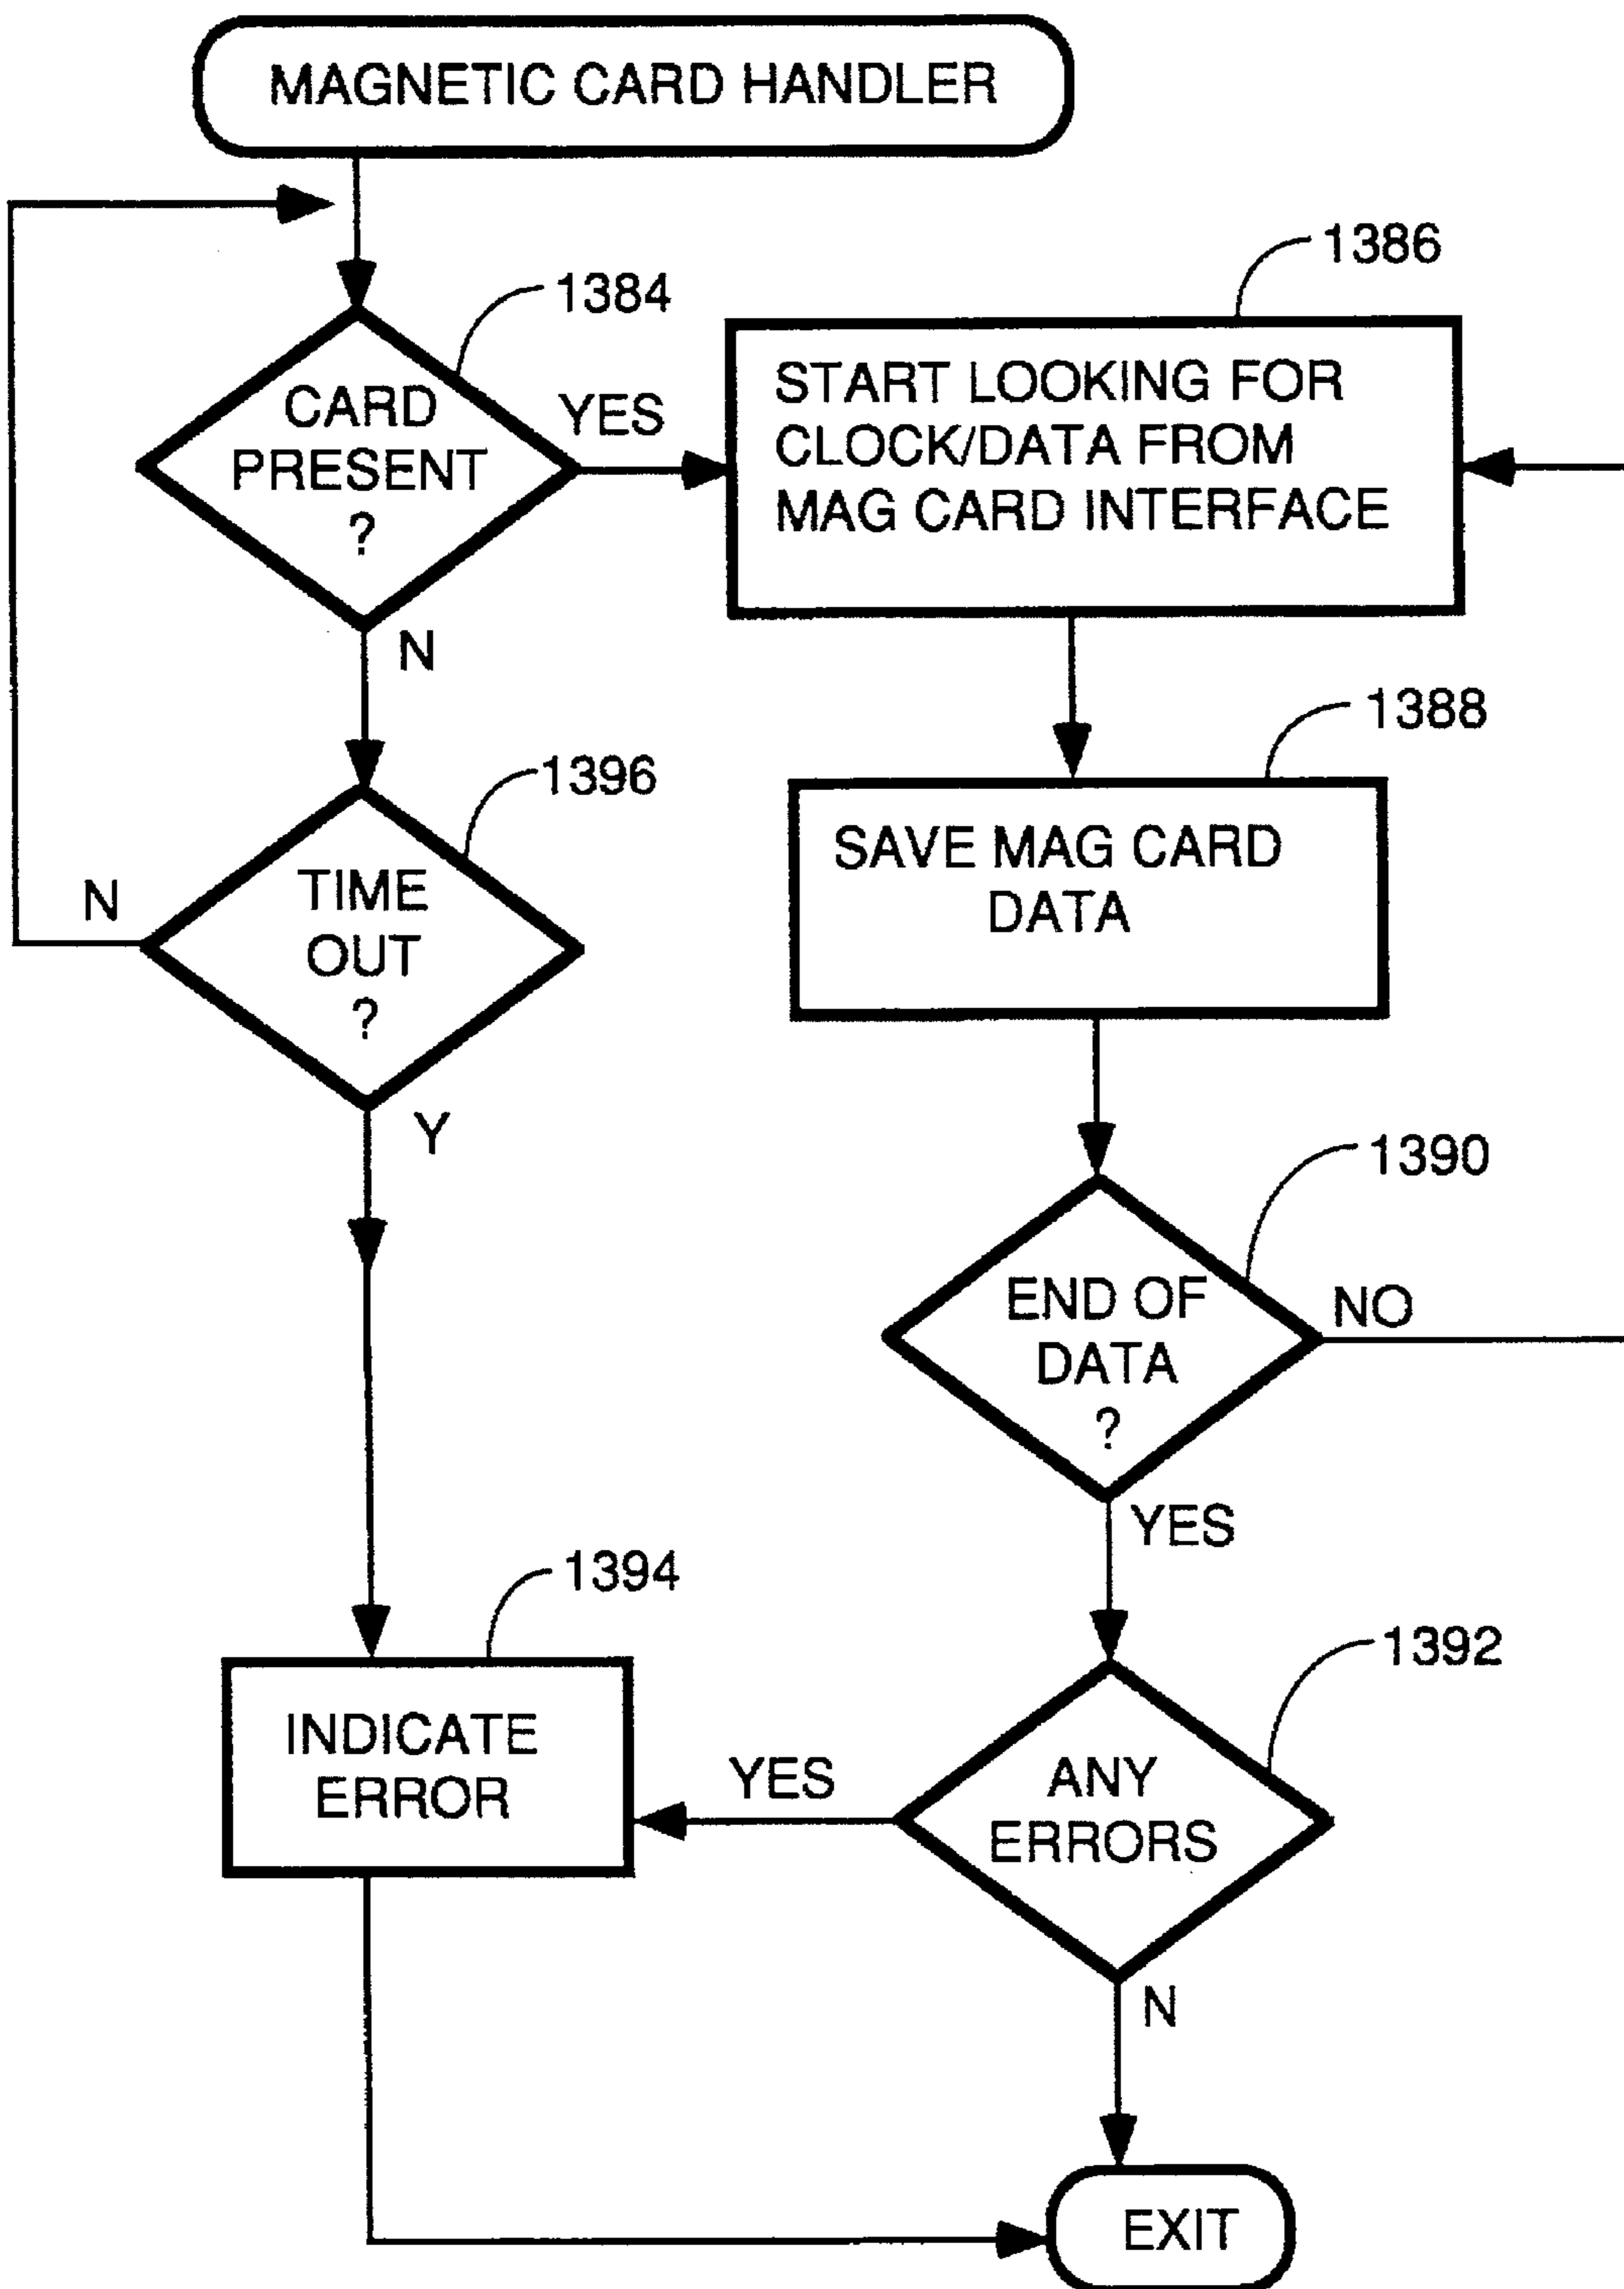 MAGNETIC CARD HANDLER
1384
CARD
PRESENT
?
YES
N
1386
START LOOKING FOR
CLOCK/DATA FROM
MAG CARD INTERFACE
1388
SAVE MAG CARD
DATA
1396
TIME
OUT
?
N
Y
1390
END OF
DATA
?
NO
YES
1394
INDICATE
ERROR
1392
ANY
ERRORS
YES
N
EXIT